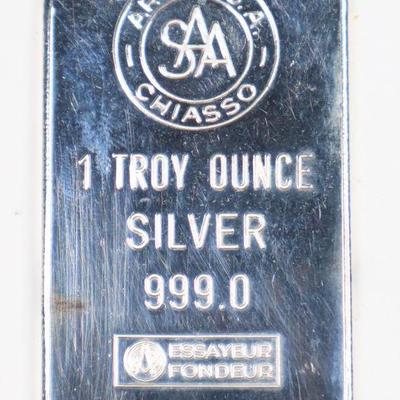 SAA
CHIASSO
1 TROY OUNCE
SILVER
999.0
ESSAYEUR
FONDEUR